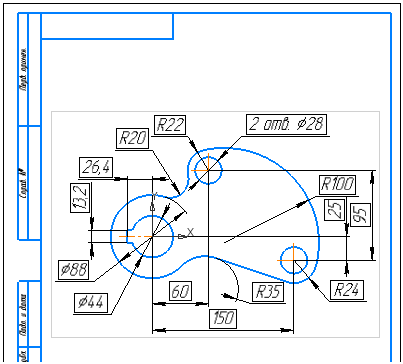 Перв. примен.
Справ. №
Подп. и дата
R22
2 отв. ⌀28
R20
26,4
R100
13,2
25
95
X
⌀88
⌀44
60
R35
R24
150